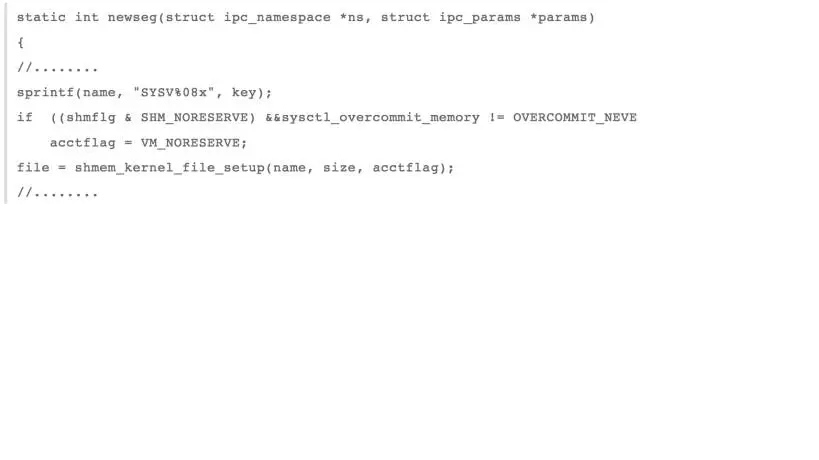 static int newseg(struct ipc_namespace *ns, struct ipc_params *params)
{
//........
sprintf(name, "SYSV%08x", key);
if  ((shmflg & SHM_NORESERVE) &&sysctl_overcommit_memory != OVERCOMMIT_NEVE
    acctflag = VM_NORESERVE;
file = shmem_kernel_file_setup(name, size, acctflag);
//........